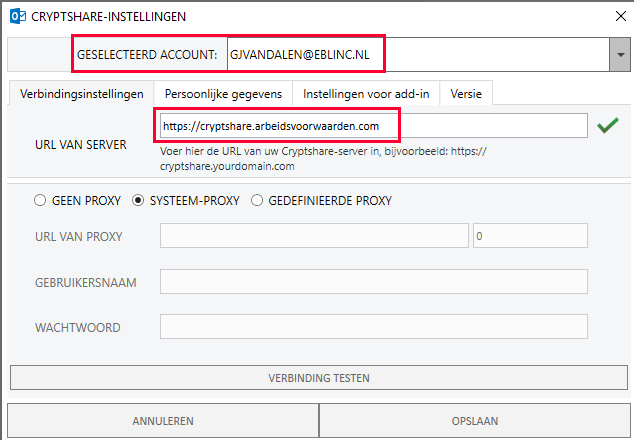 CRYPTSHARE-INSTELLINGEN
GESELECTEERD ACCOUNT: GJVANDALEN@EBLINC.NL
Verbindingsinstellingen Persoonlijke gegevens Instellingen voor add-in Versie
https://cryptshare.arbeidsvoorwaarden.com
URL VAN SERVER
Voer hier de URL van uw Cryptshare-server in, bijvoorbeeld: https://
cryptshare.yourdomain.com
GEEN PROXY SYSTEEM-PROXY GEDEFINIEERDE PROXY
URL VAN PROXY 0
GEBRUIKERSNAAM
WACHTWOORD
VERBINDING TESTEN
ANNULEREN OPSLAAN